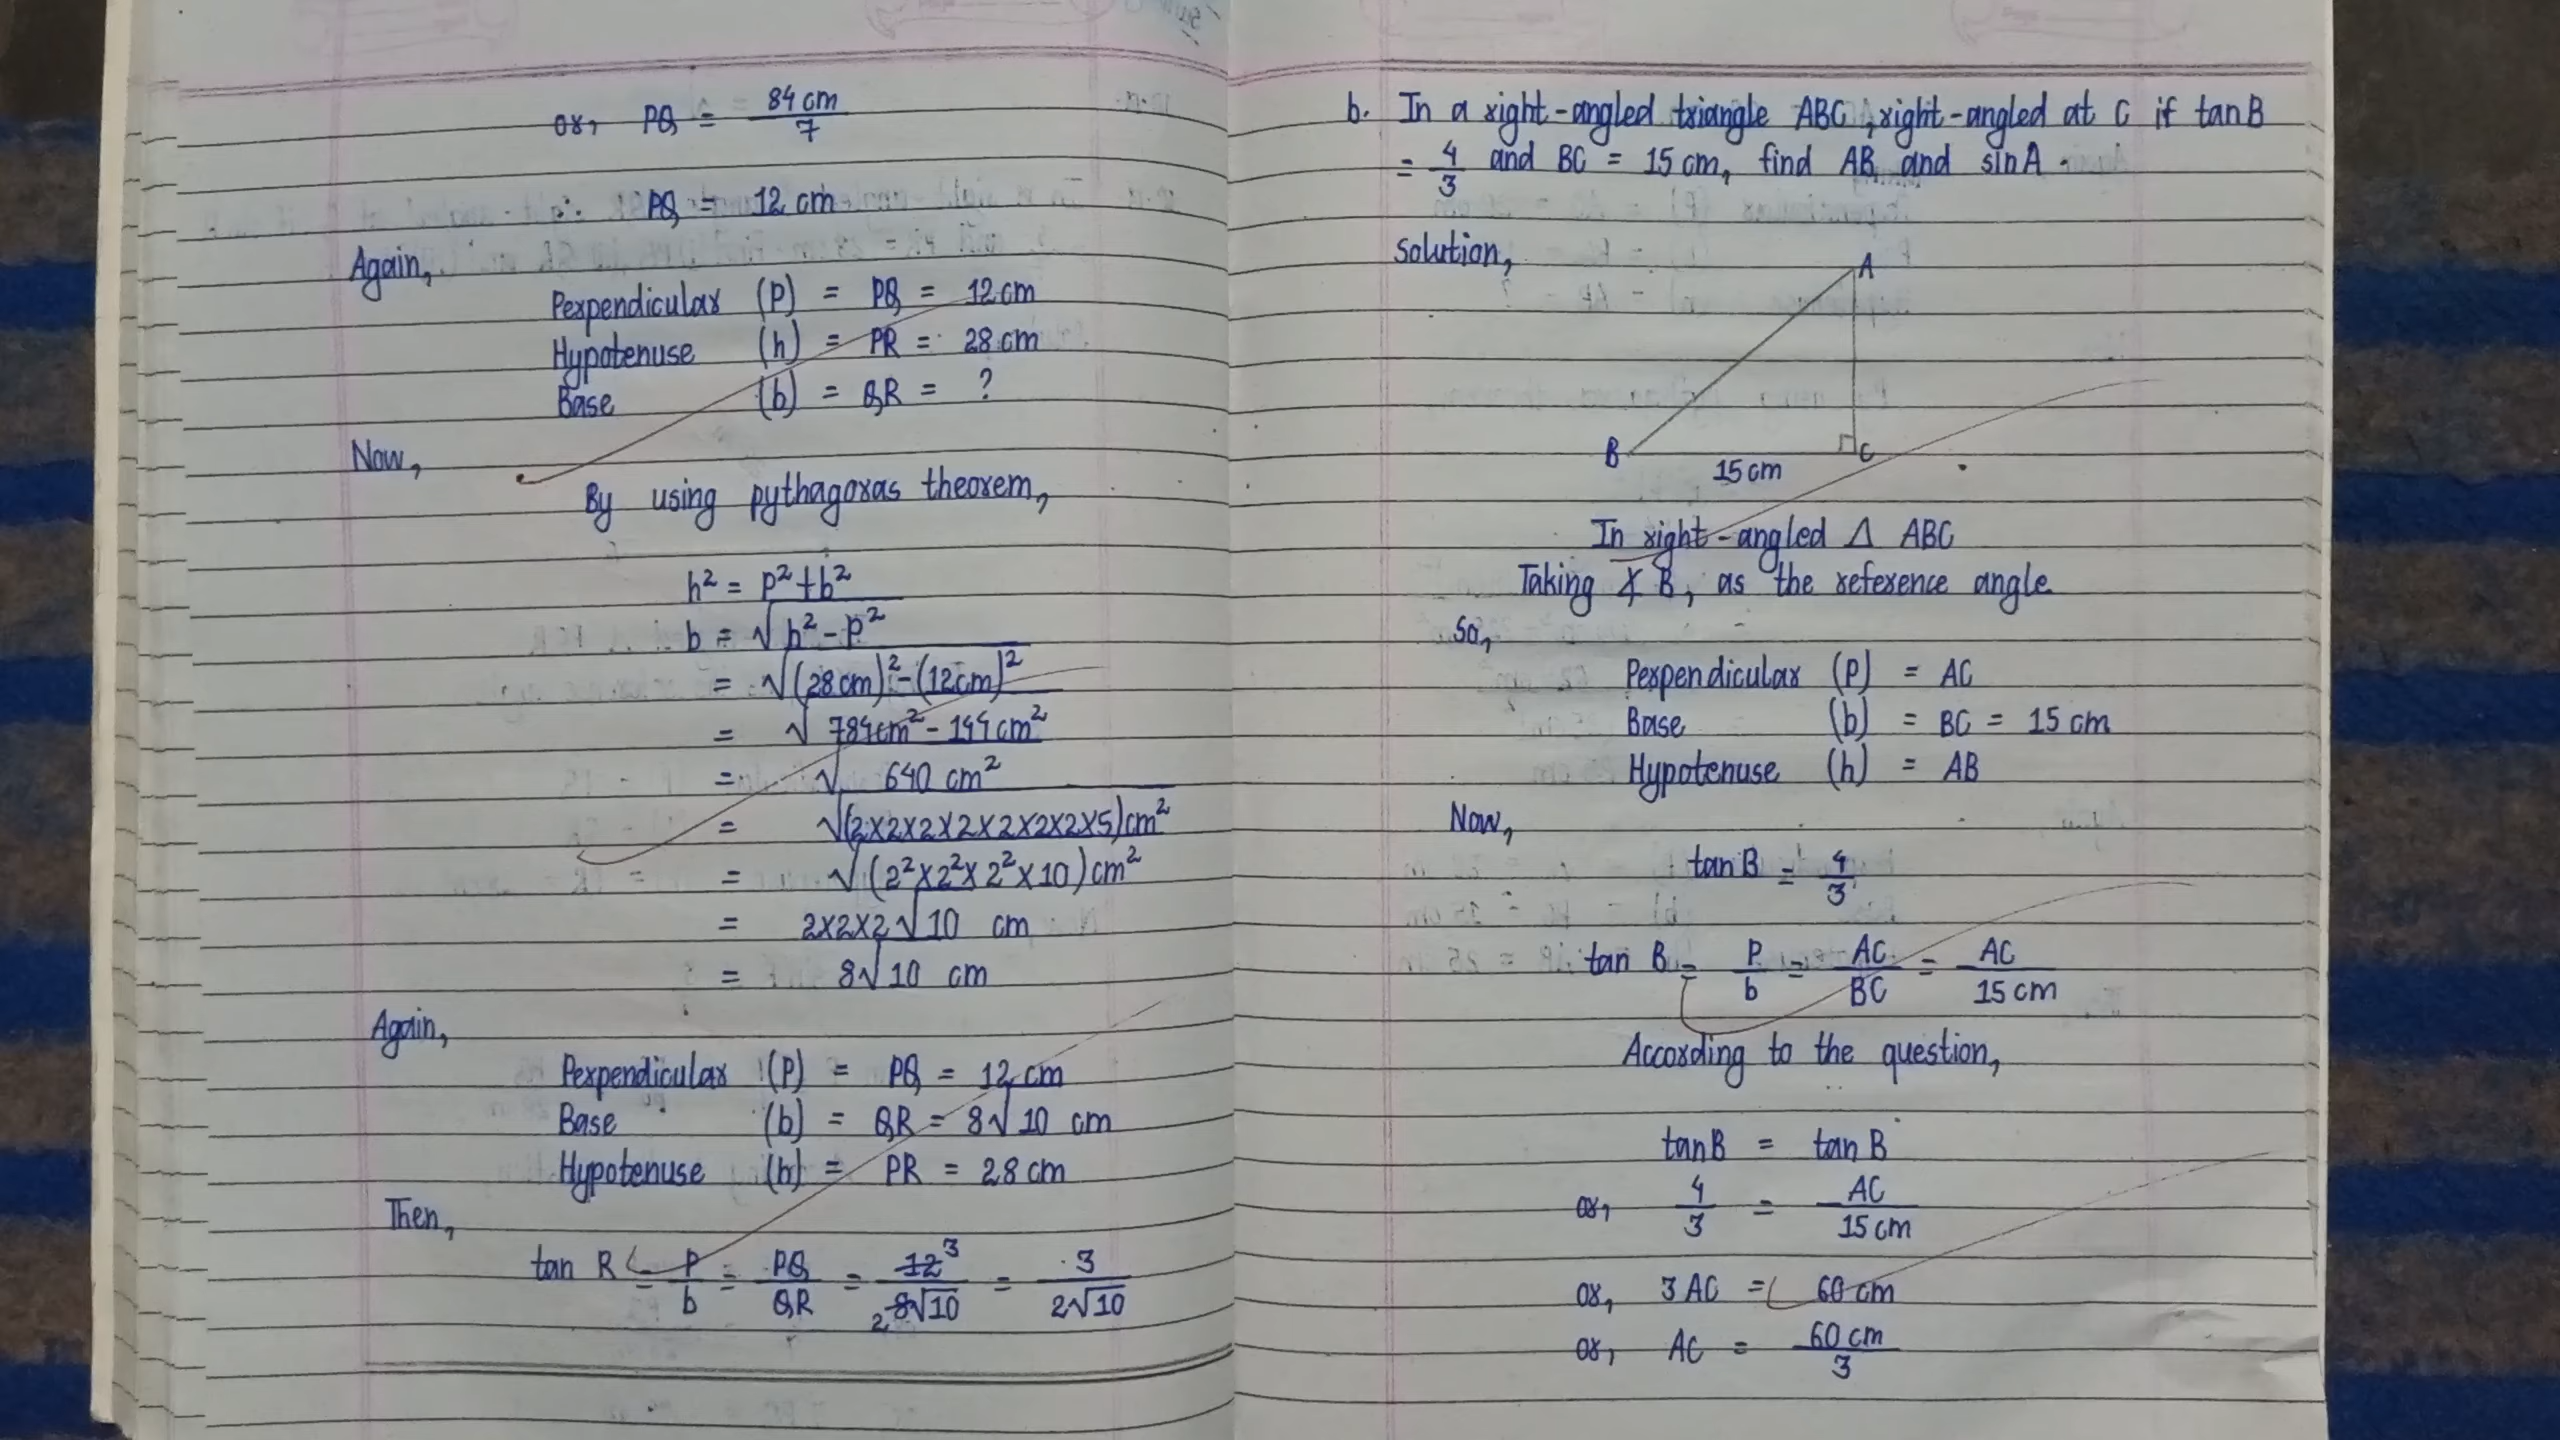 or, PQ = 84 cm / 7
∴ PQ = 12 cm
Again,
Perpendicular (P) = PQ = 12 cm
Hypotenuse (h) = PR = 28 cm
Base (b) = QR = ?
Now,
By using pythagoras theorem,
h² = p² + b²
b = √(h² - p²)
= √((28 cm)² - (12 cm)²)
= √(784 cm² - 144 cm²)
= √640 cm²
= √(2×2×2×2×2×2×2×5) cm²
= √(2²×2²×2²×10) cm²
= 2×2×2√10 cm
= 8√10 cm
Again,
Perpendicular (P) = PQ = 12 cm
Base (b) = QR = 8√10 cm
Hypotenuse (h) = PR = 28 cm
Then,
tan R = P/b = PQ/QR = 12 3 / 2 8√10 = 3 / 2√10
b. In a right-angled triangle ABC, right-angled at C if tan B
= 4/3 and BC = 15 cm, find AB and sin A.
Solution,
A
B
C
15 cm
In right-angled △ ABC
Taking ∡ B, as the reference angle
So,
Perpendicular (P) = AC
Base (b) = BC = 15 cm
Hypotenuse (h) = AB
Now,
tan B = 4/3
tan B = P/b = AC/BC = AC / 15 cm
According to the question,
tan B = tan B
or, 4/3 = AC / 15 cm
or, 3 AC = 60 cm
or, AC = 60 cm / 3